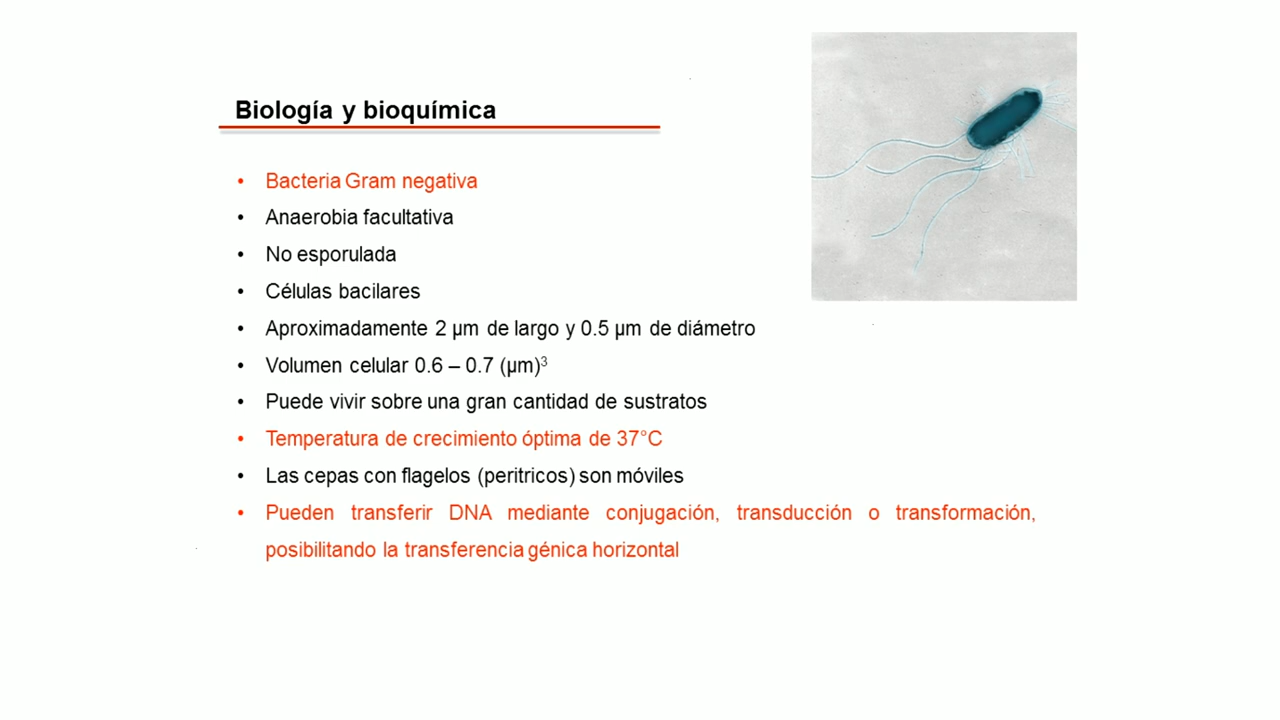 Biología y bioquímica
• Bacteria Gram negativa
• Anaerobia facultativa
• No esporulada
• Células bacilares
• Aproximadamente 2 µm de largo y 0.5 µm de diámetro
• Volumen celular 0.6 – 0.7 (µm)³
• Puede vivir sobre una gran cantidad de sustratos
• Temperatura de crecimiento óptima de 37°C
• Las cepas con flagelos (peritricos) son móviles
• Pueden transferir DNA mediante conjugación, transducción o transformación,
posibilitando la transferencia génica horizontal